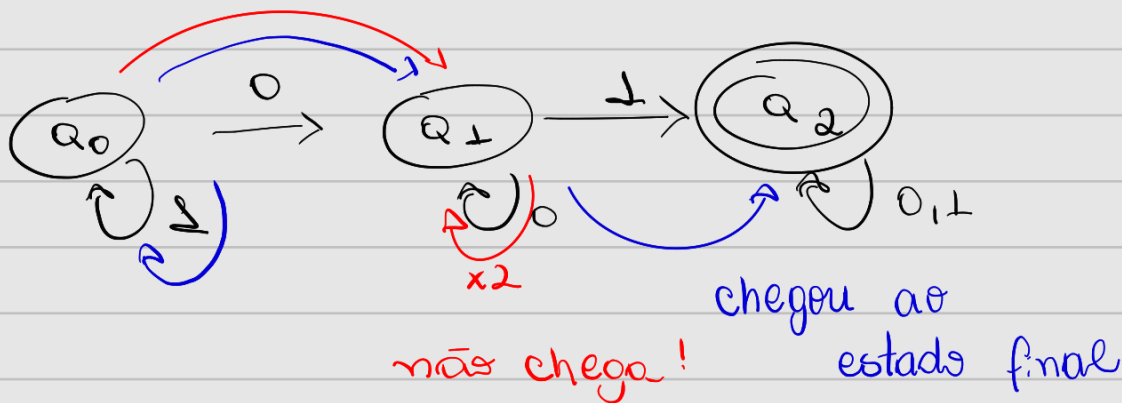 0
Q0
Q1
1
Q2
1
0
0,1
x2
chegou ao
estado final
não chega!